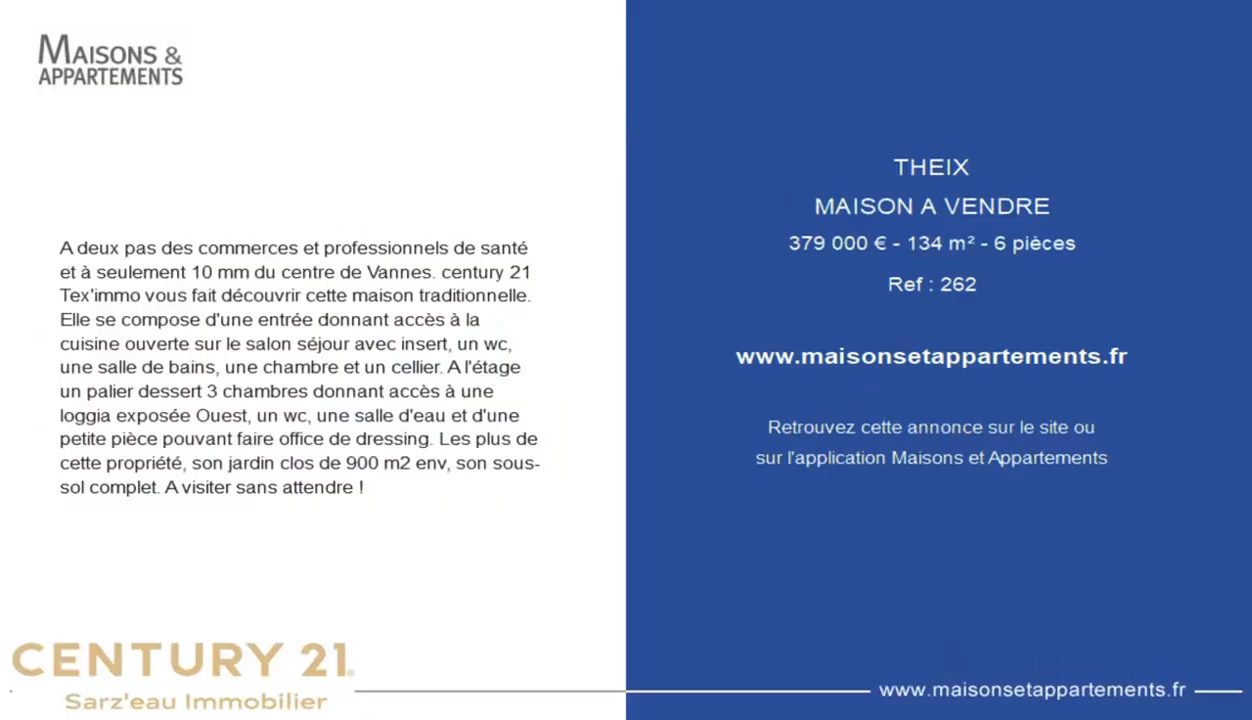 MAISONS &
APPARTEMENTS
A deux pas des commerces et professionnels de santé
et à seulement 10 mm du centre de Vannes. century 21
Tex'immo vous fait découvrir cette maison traditionnelle.
Elle se compose d'une entrée donnant accès à la
cuisine ouverte sur le salon séjour avec insert, un wc,
une salle de bains, une chambre et un cellier. A l'étage
un palier dessert 3 chambres donnant accès à une
loggia exposée Ouest, un wc, une salle d'eau et d'une
petite pièce pouvant faire office de dressing. Les plus de
cette propriété, son jardin clos de 900 m2 env, son sous-
sol complet. A visiter sans attendre !
CENTURY 21
Sarz'eau Immobilier
THEIX
MAISON A VENDRE
379 000 € - 134 m² - 6 pièces
Ref : 262
www.maisonsetappartements.fr
Retrouvez cette annonce sur le site ou
sur l'application Maisons et Appartements
www.maisonsetappartements.fr